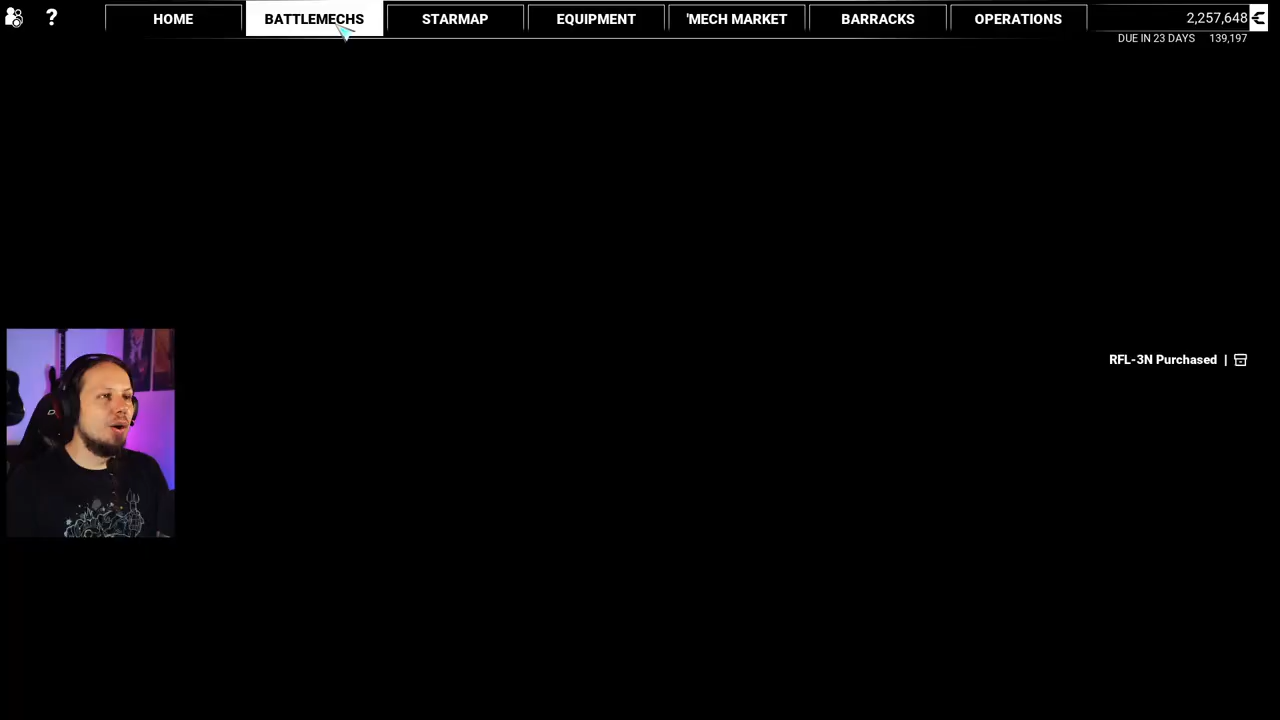 ?
HOME
BATTLEMECHS
STARMAP
EQUIPMENT
'MECH MARKET
BARRACKS
OPERATIONS
2,257,648
DUE IN 23 DAYS 139,197
RFL-3N Purchased |